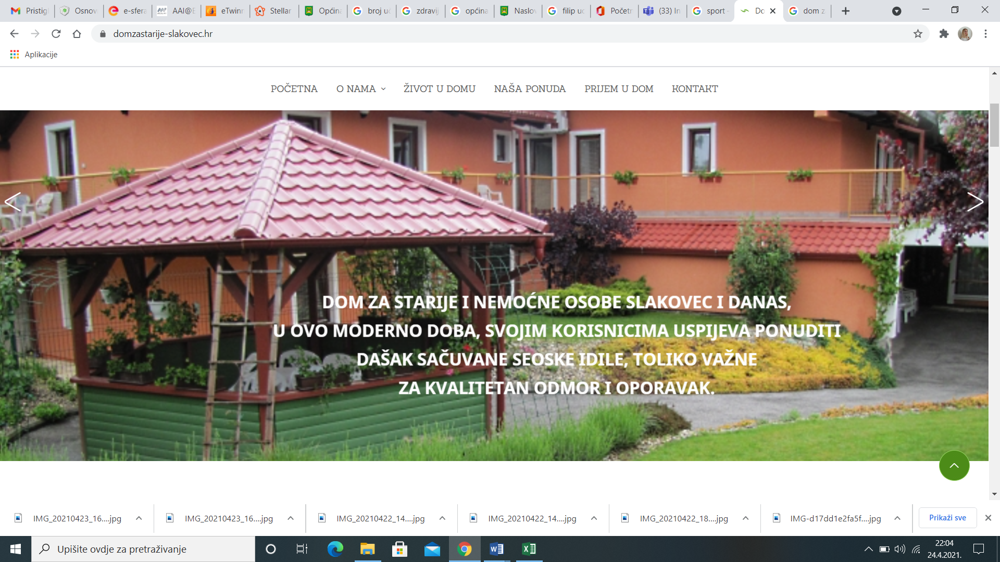 Pristigl
Osnov
e-sfera
AAI@E
eTwinn
Stellar
Općina
broj uč
zdravij
općina
Naslov
filip uc
Početn
(33) In
sport -
Do
dom z
domzastarije-slakovec.hr
Aplikacije
POČETNA O NAMA ŽIVOT U DOMU NAŠA PONUDA PRIJEM U DOM KONTAKT
DOM ZA STARIJE I NEMOĆNE OSOBE SLAKOVEC I DANAS,
U OVO MODERNO DOBA, SVOJIM KORISNICIMA USPIJEVA PONUDITI
DAŠAK SAČUVANE SEOSKE IDILE, TOLIKO VAŽNE
ZA KVALITETAN ODMOR I OPORAVAK.
IMG_20210423_16....jpg
IMG_20210423_16....jpg
IMG_20210422_14....jpg
IMG_20210422_14....jpg
IMG_20210422_18....jpg
IMG-d17dd1e2fa5f....jpg
Prikaži sve
Upišite ovdje za pretraživanje
22:04
24.4.2021.